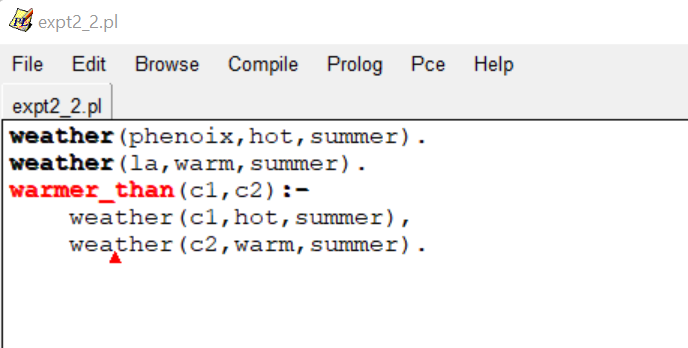 expt2_2.pl
File Edit Browse Compile Prolog Pce Help
expt2_2.pl
weather(phenoix,hot,summer).
weather(la,warm,summer).
warmer_than(c1,c2):-
    weather(c1,hot,summer),
    weather(c2,warm,summer).